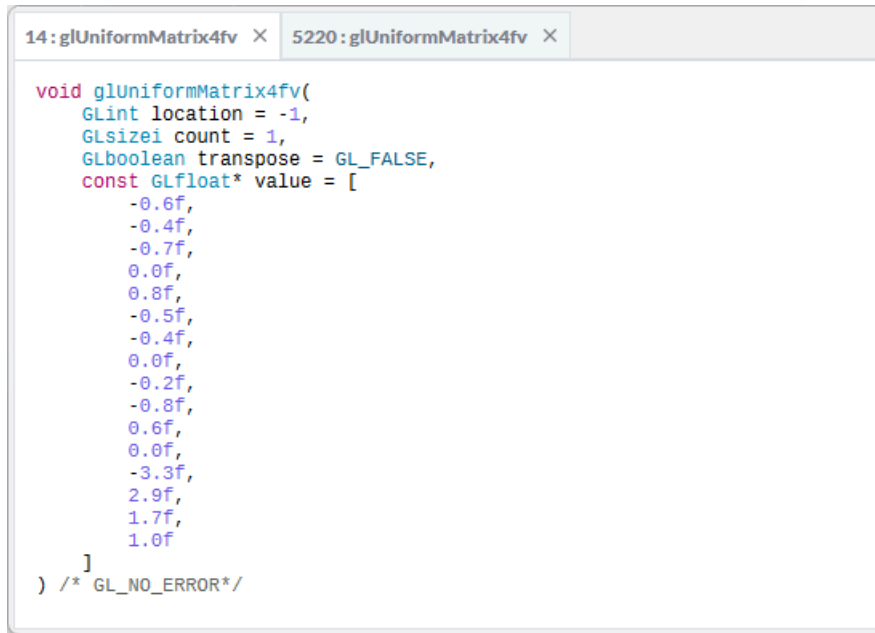 14:glUniformMatrix4fv × 5220:glUniformMatrix4fv ×
void glUniformMatrix4fv(
    GLint location = -1,
    GLsizei count = 1,
    GLboolean transpose = GL_FALSE,
    const GLfloat* value = [
        -0.6f,
        -0.4f,
        -0.7f,
        0.0f,
        0.8f,
        -0.5f,
        -0.4f,
        0.0f,
        -0.2f,
        -0.8f,
        0.6f,
        0.0f,
        -3.3f,
        2.9f,
        1.7f,
        1.0f
    ]
) /* GL_NO_ERROR*/